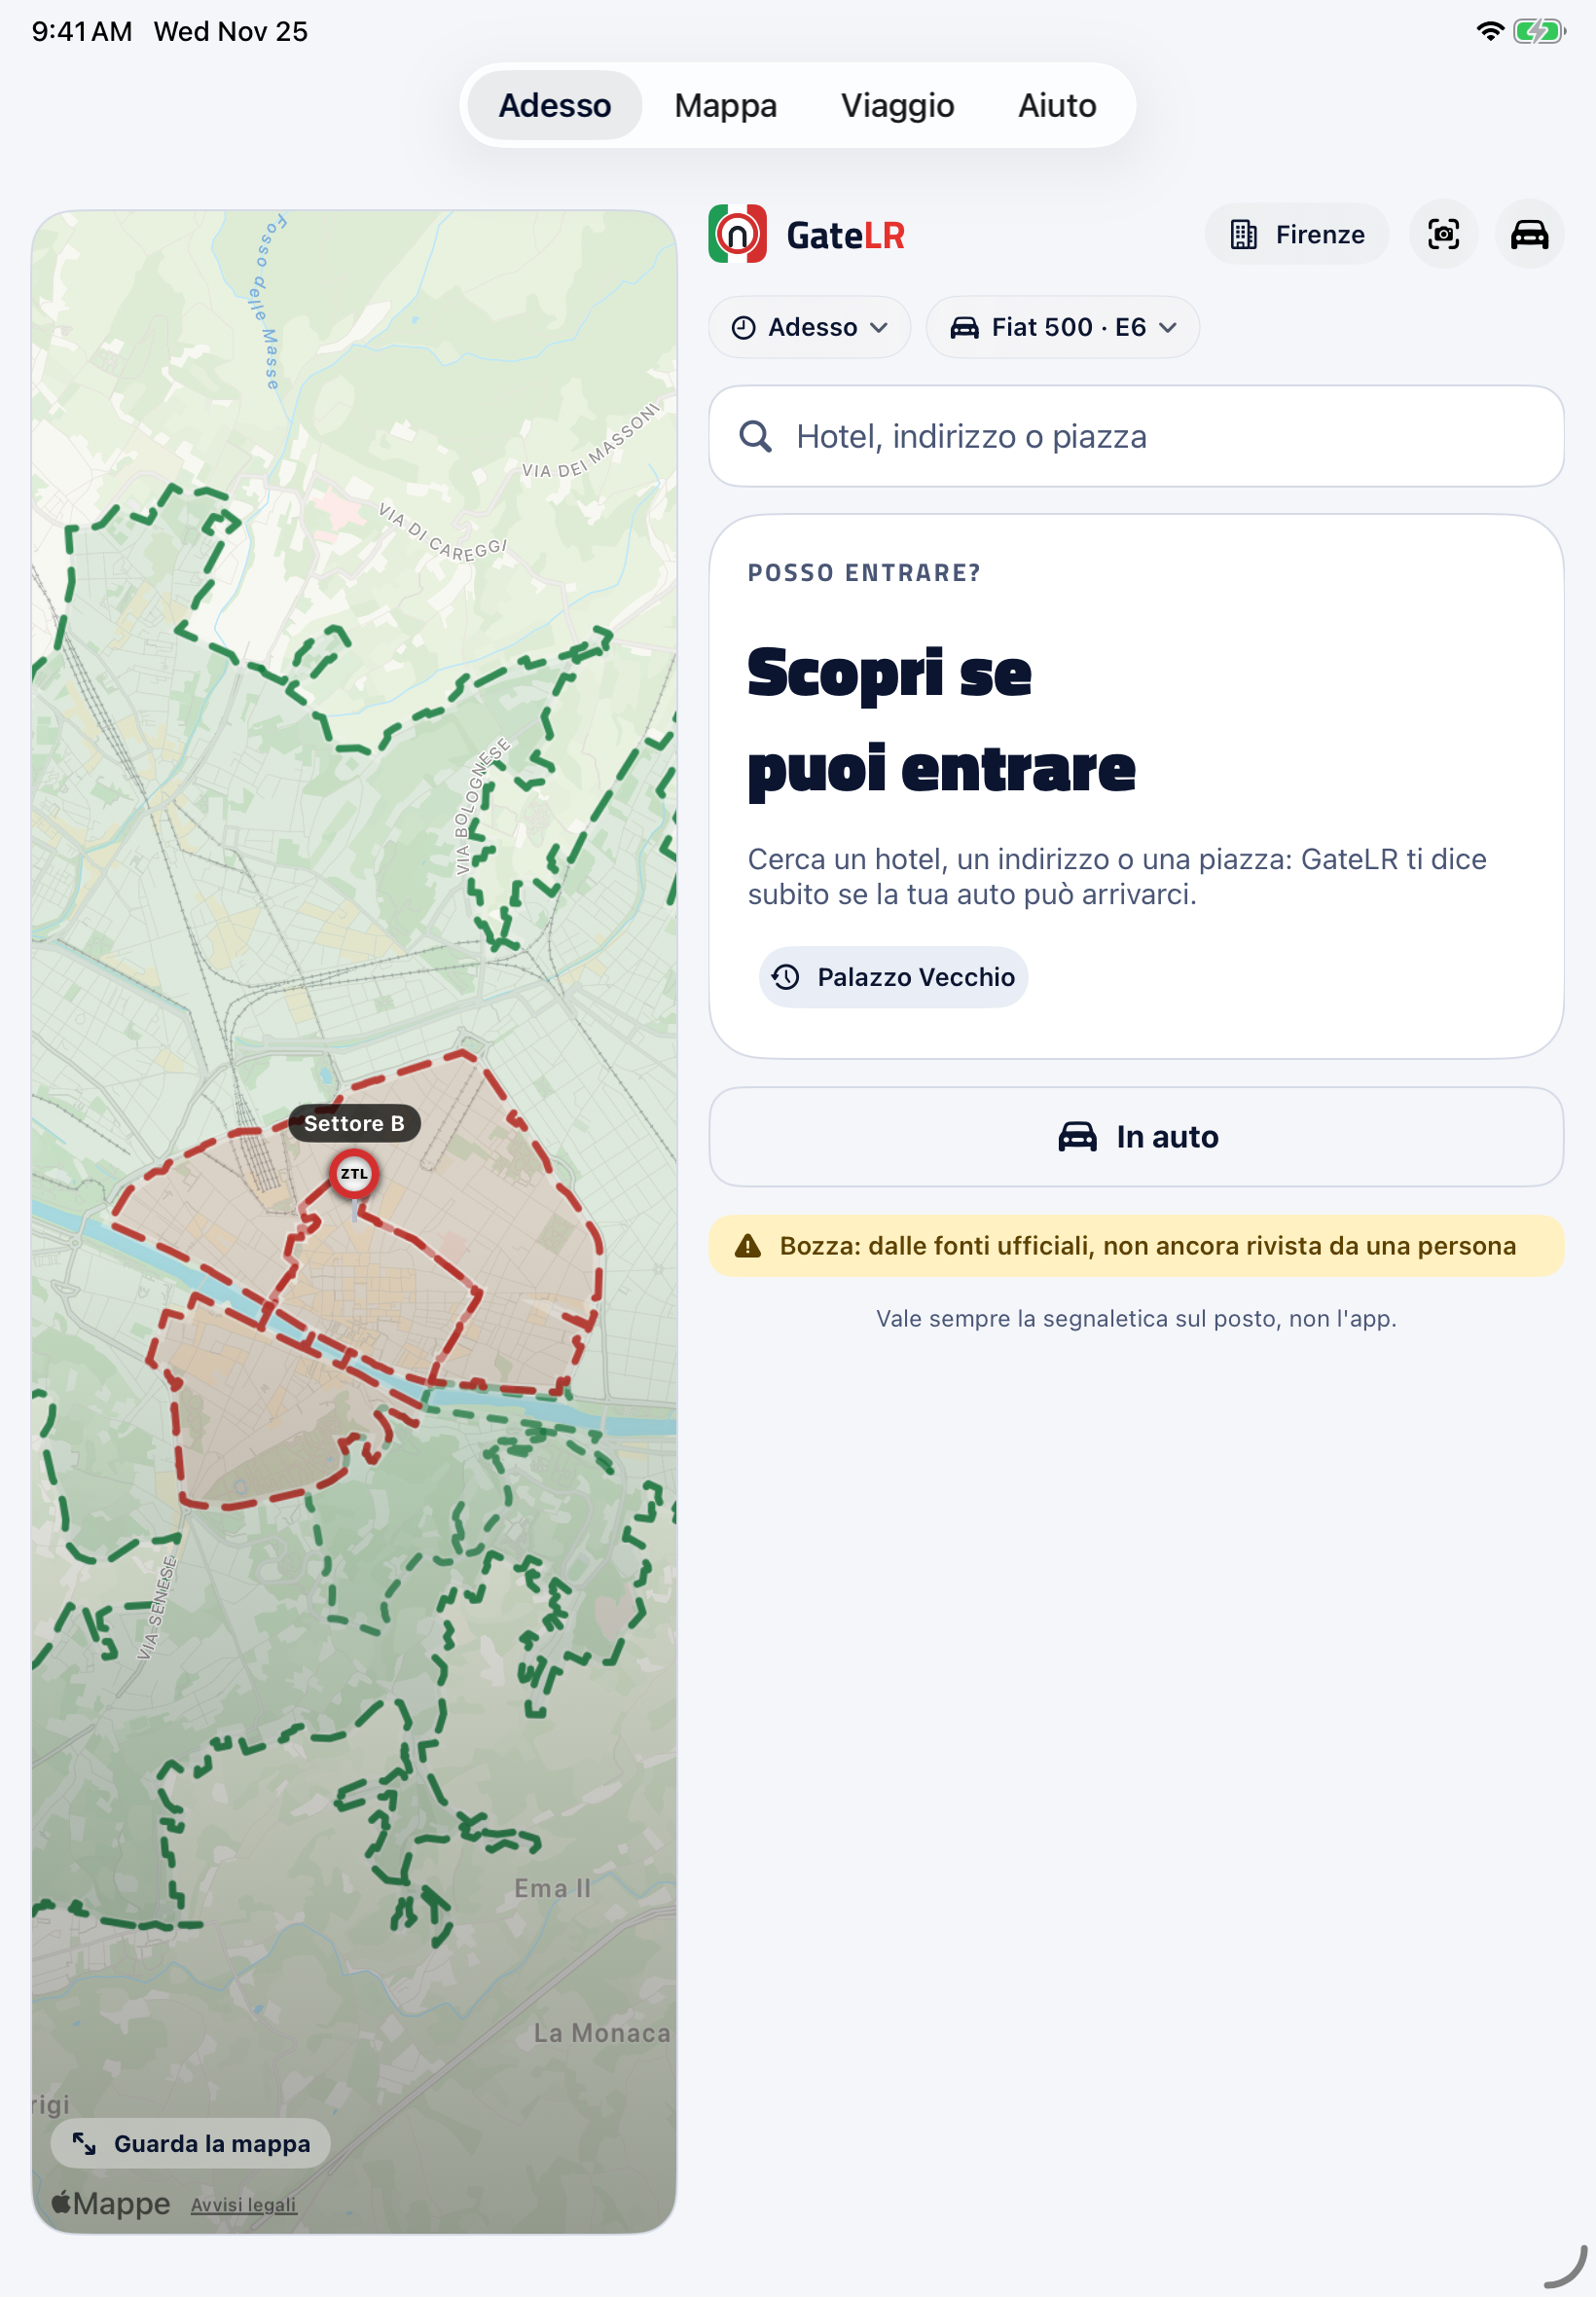 9:41 AM Wed Nov 25
Adesso Mappa Viaggio Aiuto
Fosso delle Masse
VIA DEI MASSONI
VIA DI CAREGGI
VIA BOLOGNESE
Settore B
ZTL
VIA SENESE
Ema II
La Monaca
rigi
Guarda la mappa
Mappe Avvisi legali
GateLR
Firenze
Adesso
Fiat 500 · E6
Hotel, indirizzo o piazza
POSSO ENTRARE?
Scopri se
puoi entrare
Cerca un hotel, un indirizzo o una piazza: GateLR ti dice
subito se la tua auto può arrivarci.
Palazzo Vecchio
In auto
Bozza: dalle fonti ufficiali, non ancora rivista da una persona
Vale sempre la segnaletica sul posto, non l'app.